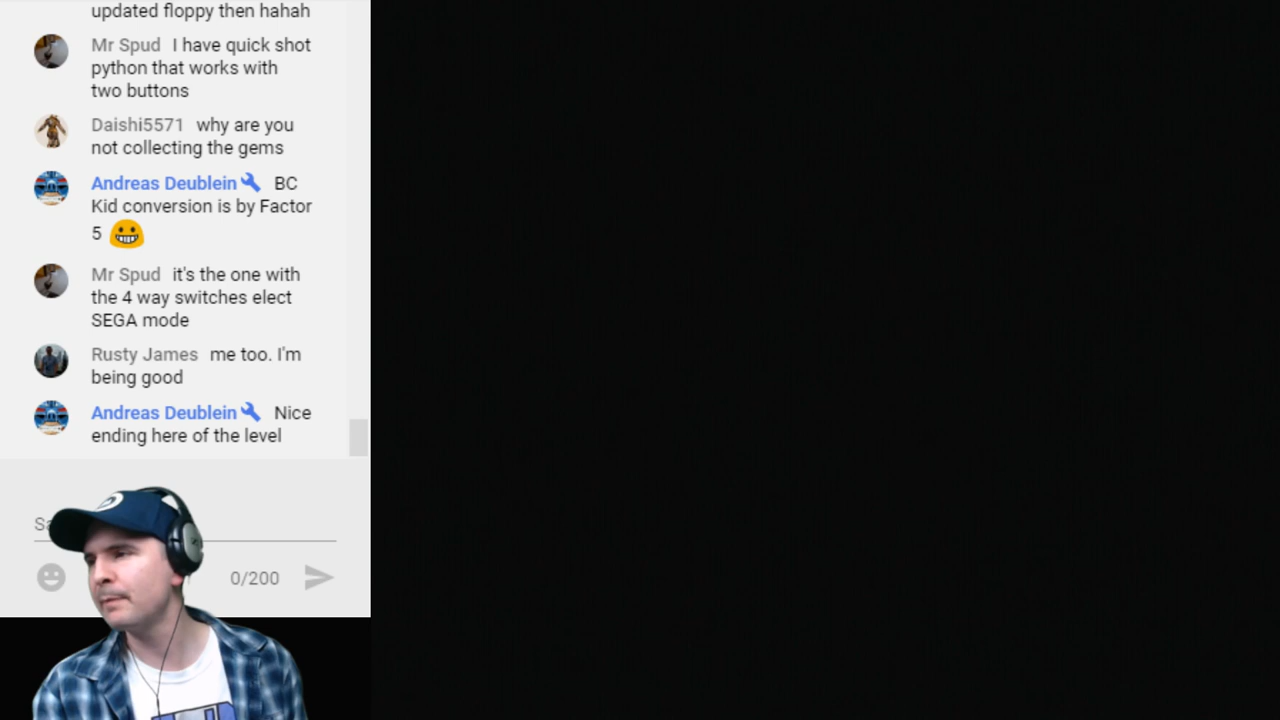 updated floppy then hahah
Mr Spud I have quick shot
python that works with
two buttons
Daishi5571 why are you
not collecting the gems
Andreas Deublein BC
Kid conversion is by Factor
5
Mr Spud it's the one with
the 4 way switches elect
SEGA mode
Rusty James me too. I'm
being good
Andreas Deublein Nice
ending here of the level
0/200